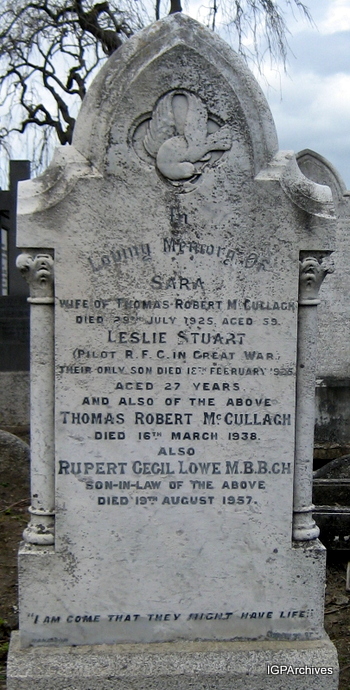 In
Loving Memory Of
SARA
WIFE OF THOMAS ROBERT McCULLAGH
DIED 29TH JULY 1925, AGED 59.
LESLIE STUART
(PILOT R.F.C. IN GREAT WAR)
THEIR ONLY SON DIED FEBRUARY
AGED 27 YEARS
AND ALSO OF THE ABOVE
THOMAS ROBERT McCULLAGH
DIED 16TH MARCH 1938.
ALSO
RUPERT CECIL LOWE M.B.B.CH
SON-IN-LAW OF THE ABOVE
DIED 19TH AUGUST 1957.
"I AM COME THAT THEY MIGHT HAVE LIFE"
IGPArchives